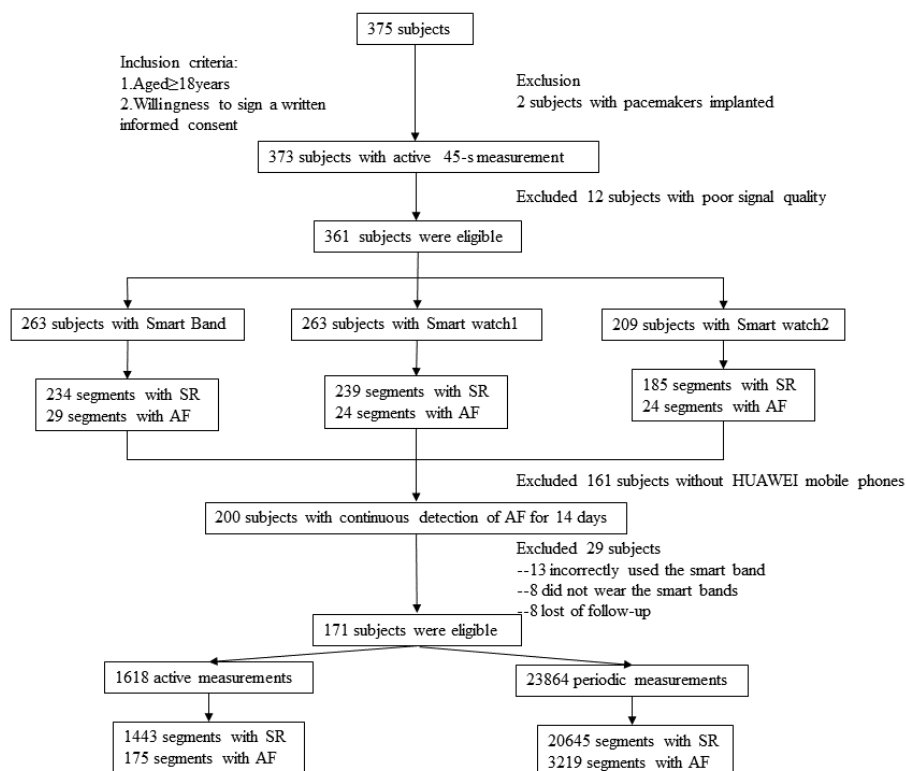 375 subjects
Inclusion criteria:
1.Aged≥18years
2.Willingness to sign a written
informed consent
Exclusion
2 subjects with pacemakers implanted
373 subjects with active 45-s measurement
Excluded 12 subjects with poor signal quality
361 subjects were eligible
263 subjects with Smart Band
263 subjects with Smart watch1
209 subjects with Smart watch2
234 segments with SR
29 segments with AF
239 segments with SR
24 segments with AF
185 segments with SR
24 segments with AF
Excluded 161 subjects without HUAWEI mobile phones
200 subjects with continuous detection of AF for 14 days
Excluded 29 subjects
--13 incorrectly used the smart band
--8 did not wear the smart bands
--8 lost of follow-up
171 subjects were eligible
1618 active measurements
23864 periodic measurements
1443 segments with SR
175 segments with AF
20645 segments with SR
3219 segments with AF